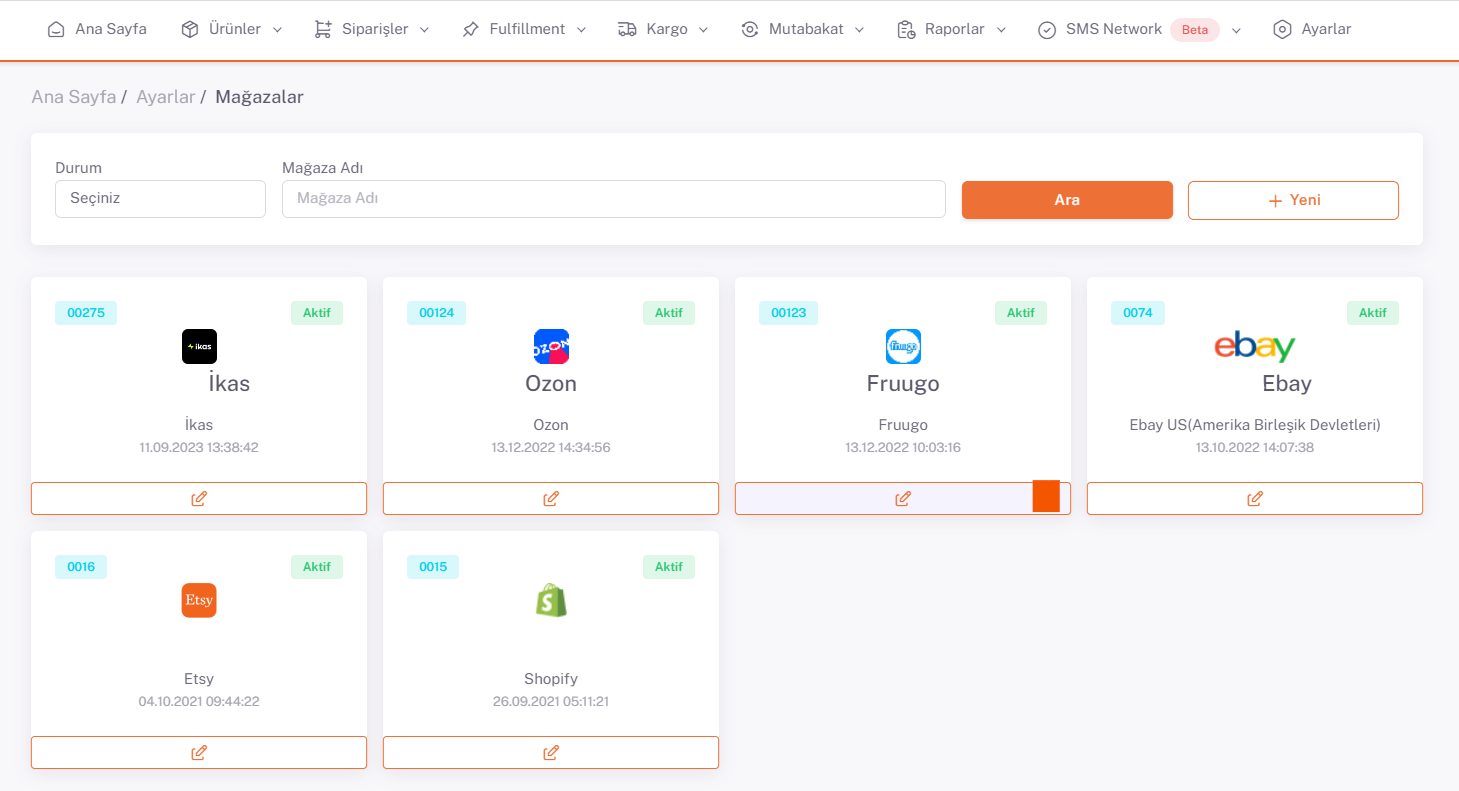 Ana Sayfa Ürünler Siparişler Fulfillment Kargo Mutabakat Raporlar SMS Network Beta Ayarlar
Ana Sayfa / Ayarlar / Mağazalar
Durum Mağaza Adı
Seçiniz Mağaza Adı Ara + Yeni
00275 Aktif 00124 Aktif 00123 Aktif 0074 Aktif
ikas OZON fruugo ebay
İkas Ozon Fruugo Ebay
İkas Ozon Fruugo Ebay US(Amerika Birleşik Devletleri)
11.09.2023 13:38:42 13.12.2022 14:34:56 13.12.2022 10:03:16 13.10.2022 14:07:38
0016 Aktif 0015 Aktif
Etsy S
Etsy Shopify
04.10.2021 09:44:22 26.09.2021 05:11:21